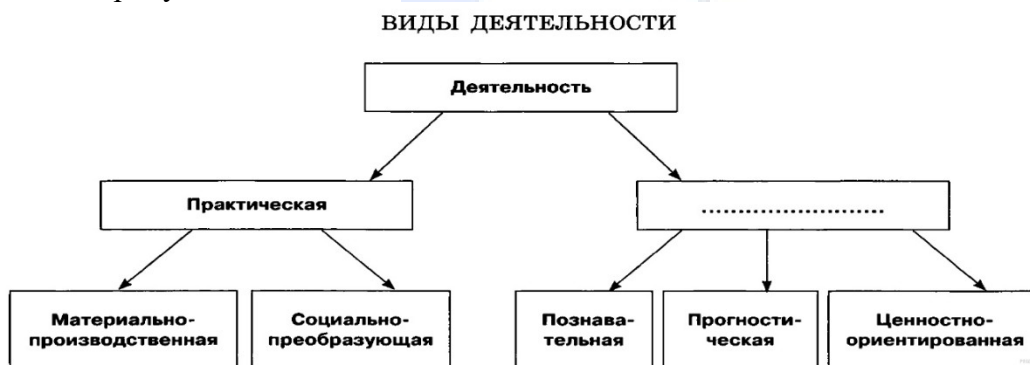 ВИДЫ ДЕЯТЕЛЬНОСТИ
Деятельность
Практическая
..........................
Материально-
производственная
Социально-
преобразующая
Познава-
тельная
Прогности-
ческая
Ценностно-
ориентированная